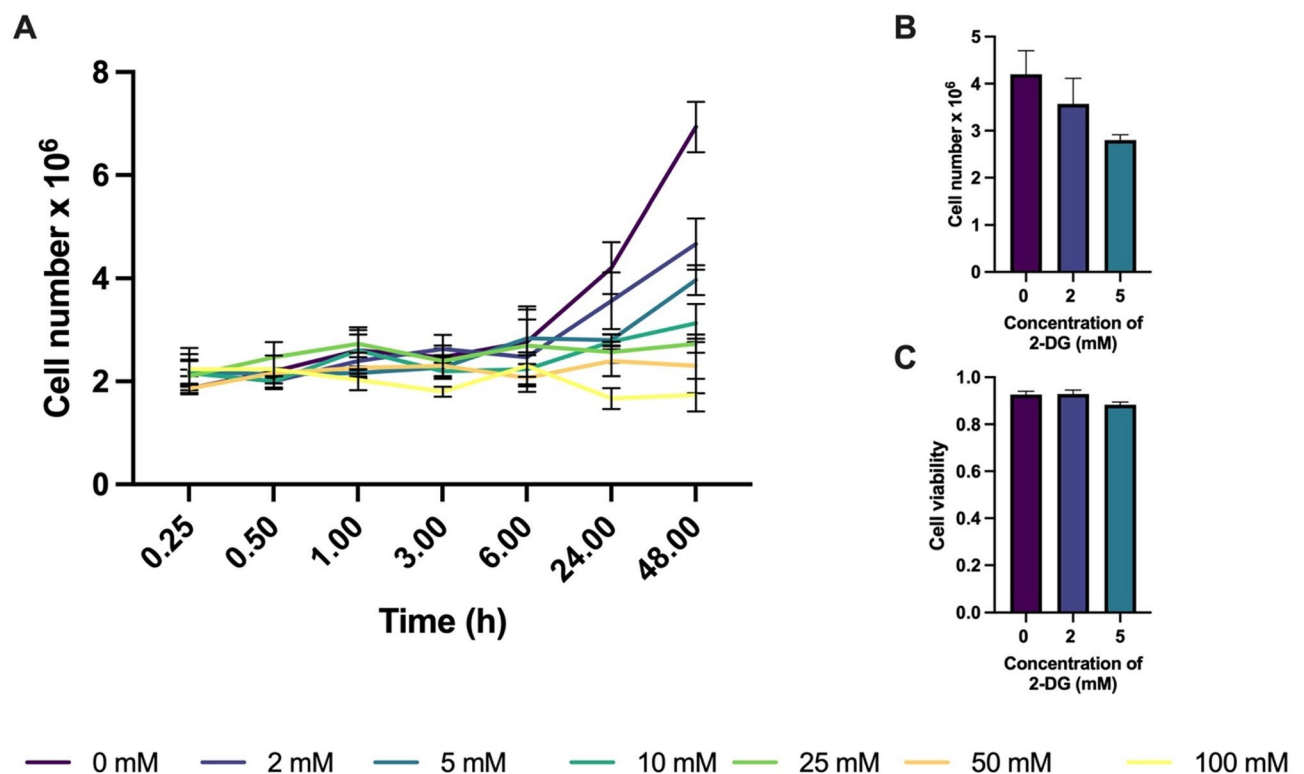 A
Cell number x 10⁶
8
6
4
2
0
0.25 0.50 1.00 3.00 6.00 24.00 48.00
Time (h)
B
Cell number x 10⁶
5
4
3
2
1
0
0 2 5
Concentration of
2-DG (mM)
C
Cell viability
1.0
0.8
0.6
0.4
0.2
0.0
0 2 5
Concentration of
2-DG (mM)
0 mM 2 mM 5 mM 10 mM 25 mM 50 mM 100 mM